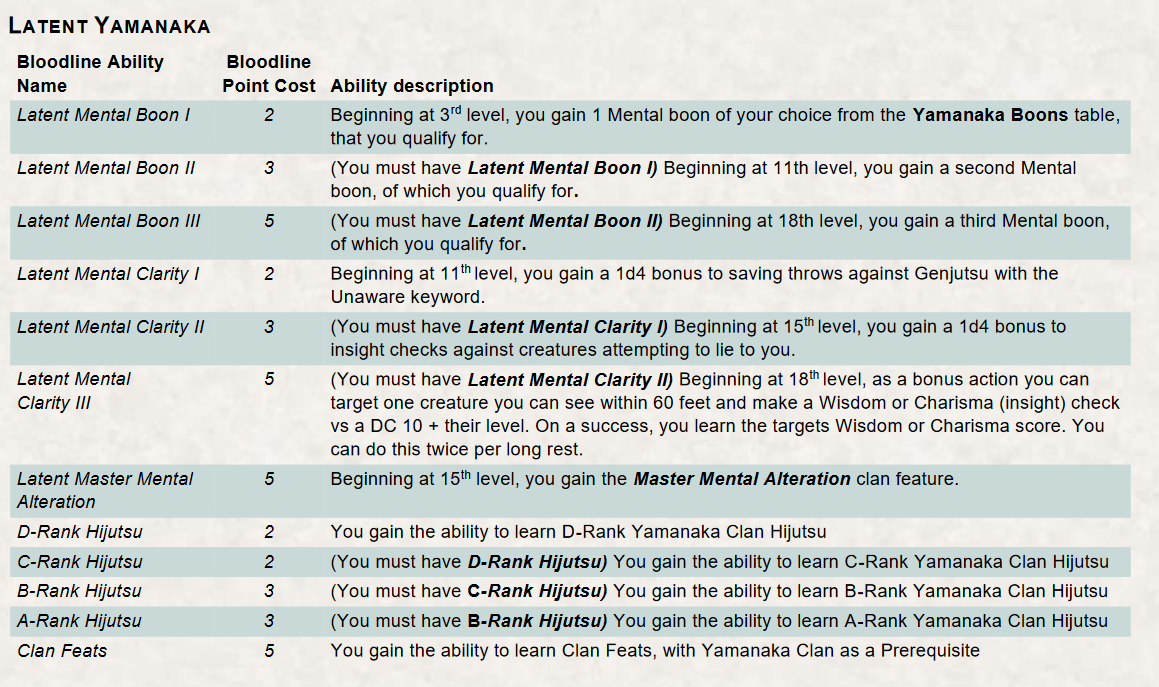 LATENT YAMANAKA
Bloodline Ability Name
Bloodline Point Cost
Ability description
Latent Mental Boon I
2
Beginning at 3rd level, you gain 1 Mental boon of your choice from the Yamanaka Boons table,
that you qualify for.
Latent Mental Boon II
3
(You must have Latent Mental Boon I) Beginning at 11th level, you gain a second Mental
boon, of which you qualify for.
Latent Mental Boon III
5
(You must have Latent Mental Boon II) Beginning at 18th level, you gain a third Mental boon,
of which you qualify for.
Latent Mental Clarity I
2
Beginning at 11th level, you gain a 1d4 bonus to saving throws against Genjutsu with the
Unaware keyword.
Latent Mental Clarity II
3
(You must have Latent Mental Clarity I) Beginning at 15th level, you gain a 1d4 bonus to
insight checks against creatures attempting to lie to you.
Latent Mental
Clarity III
5
(You must have Latent Mental Clarity II) Beginning at 18th level, as a bonus action you can
target one creature you can see within 60 feet and make a Wisdom or Charisma (insight) check
vs a DC 10 + their level. On a success, you learn the targets Wisdom or Charisma score. You
can do this twice per long rest.
Latent Master Mental
Alteration
5
Beginning at 15th level, you gain the Master Mental Alteration clan feature.
D-Rank Hijutsu
2
You gain the ability to learn D-Rank Yamanaka Clan Hijutsu
C-Rank Hijutsu
2
(You must have D-Rank Hijutsu) You gain the ability to learn C-Rank Yamanaka Clan Hijutsu
B-Rank Hijutsu
3
(You must have C-Rank Hijutsu) You gain the ability to learn B-Rank Yamanaka Clan Hijutsu
A-Rank Hijutsu
3
(You must have B-Rank Hijutsu) You gain the ability to learn A-Rank Yamanaka Clan Hijutsu
Clan Feats
5
You gain the ability to learn Clan Feats, with Yamanaka Clan as a Prerequisite